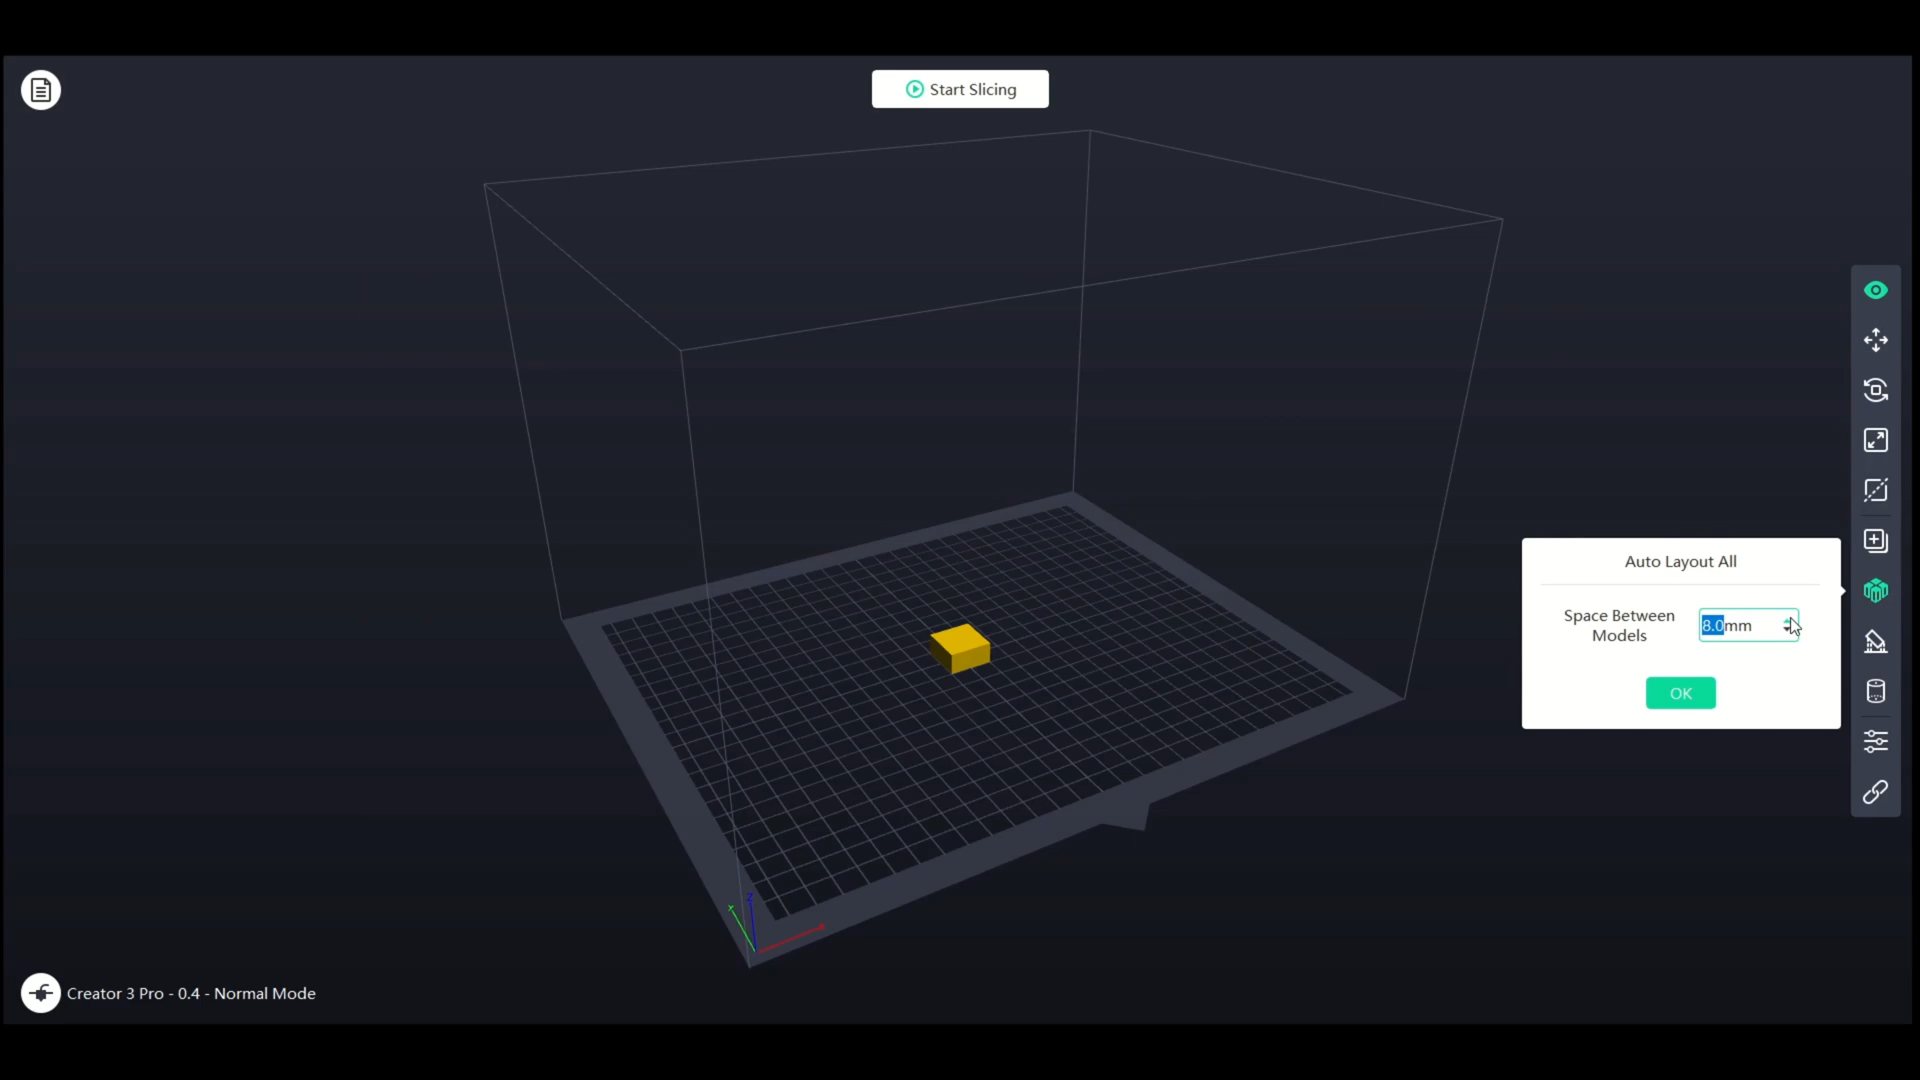 Start Slicing
Auto Layout All
Space Between
Models
8.0mm
OK
Z
Creator 3 Pro - 0.4 - Normal Mode